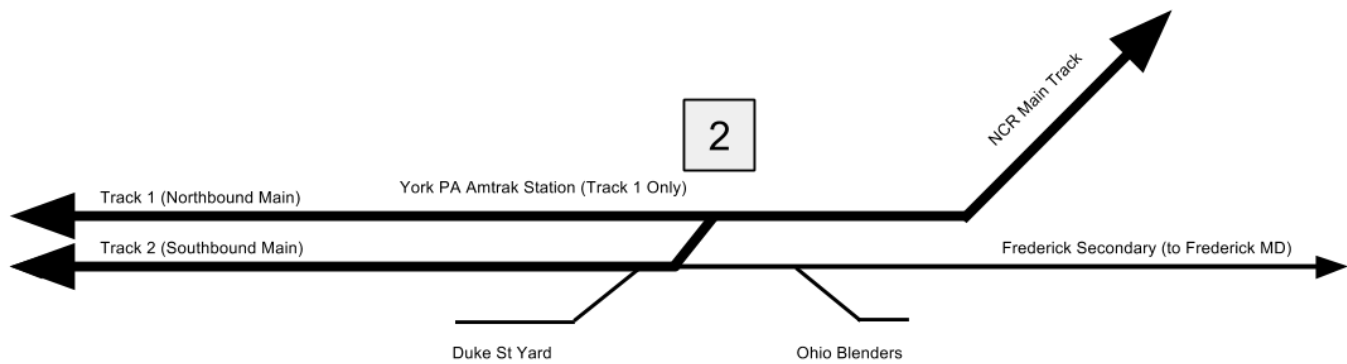 NCR Main Track
2
Track 1 (Northbound Main)
York PA Amtrak Station (Track 1 Only)
Track 2 (Southbound Main)
Frederick Secondary (to Frederick MD)
Duke St Yard
Ohio Blenders